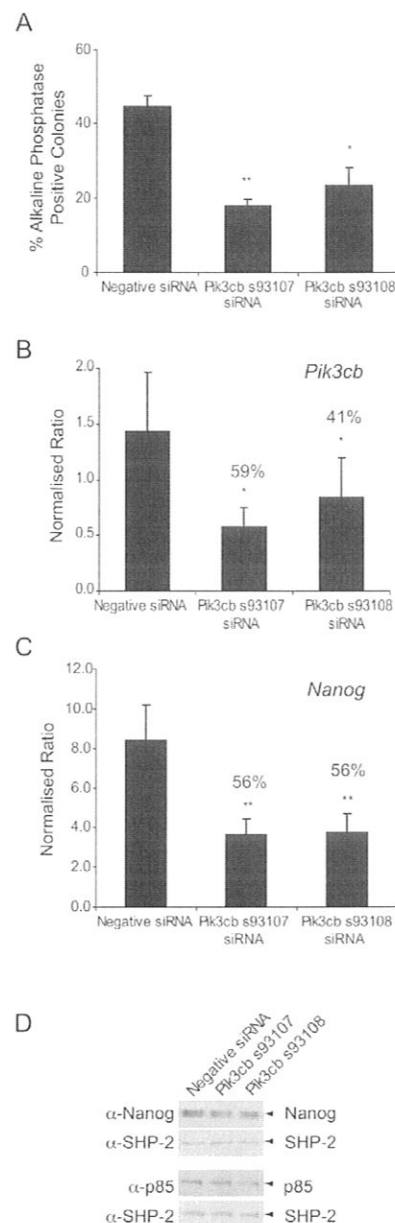 A
% Alkaline Phosphatase
Positive Colonies
60
40
20
0
**
*
Negative siRNA
Pik3cb s93107
siRNA
Pik3cb s93108
siRNA
B
Normalised Ratio
2.0
1.5
1.0
0.5
0.0
Pik3cb
59%
*
41%
*
Negative siRNA
Pik3cb s93107
siRNA
Pik3cb s93108
siRNA
C
Normalised Ratio
12.0
10.0
8.0
6.0
4.0
2.0
0.0
Nanog
56%
**
56%
**
Negative siRNA
Pik3cb s93107
siRNA
Pik3cb s93108
siRNA
D
Negative siRNA
Pik3cb s93107
Pik3cb s93108
α-Nanog
Nanog
α-SHP-2
SHP-2
α-p85
p85
α-SHP-2
SHP-2